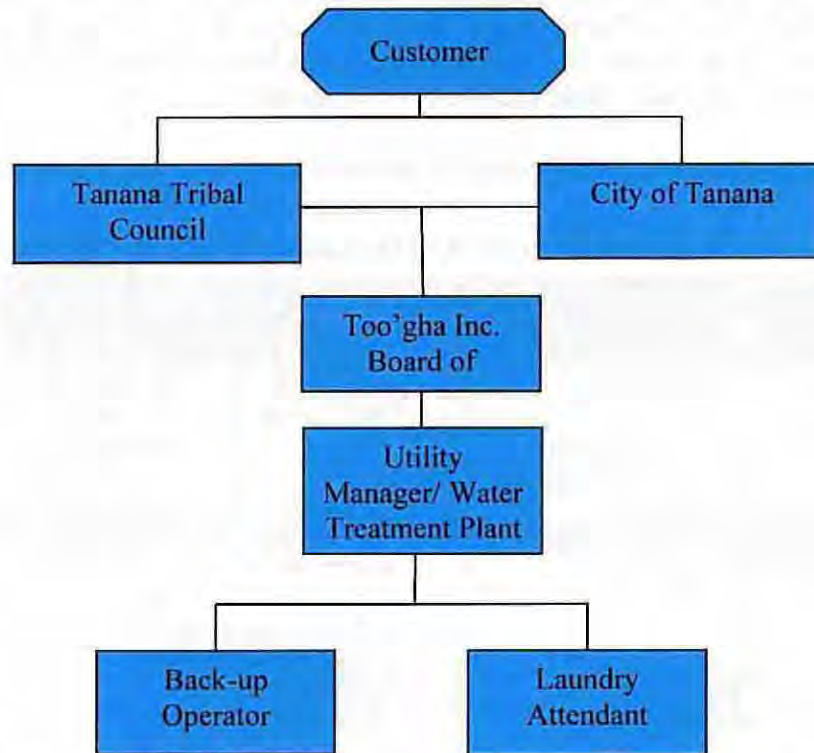 Customer
Tanana Tribal
Council
City of Tanana
Too'gha Inc.
Board of
Utility
Manager/ Water
Treatment Plant
Back-up
Operator
Laundry
Attendant